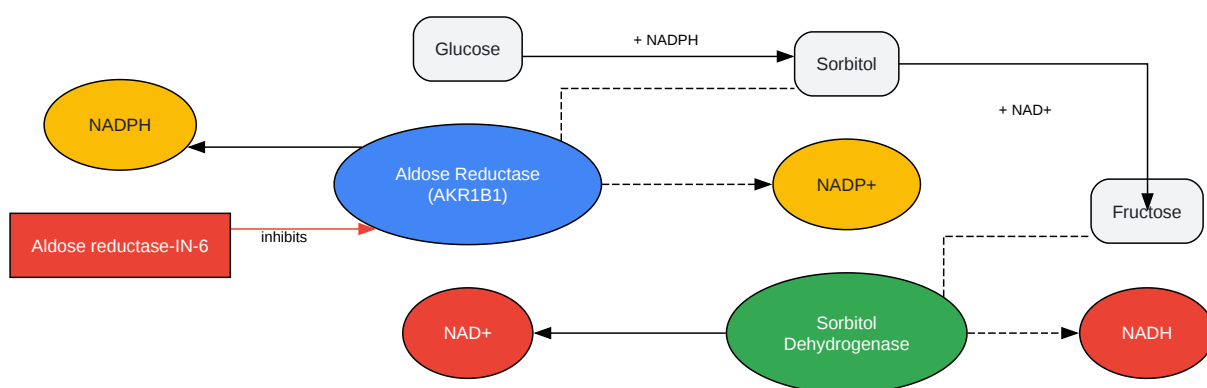 Glucose
+ NADPH
Sorbitol
NADPH
+ NAD+
Aldose Reductase
(AKR1B1)
NADP+
Fructose
Aldose reductase-IN-6
inhibits
NAD+
Sorbitol
Dehydrogenase
NADH